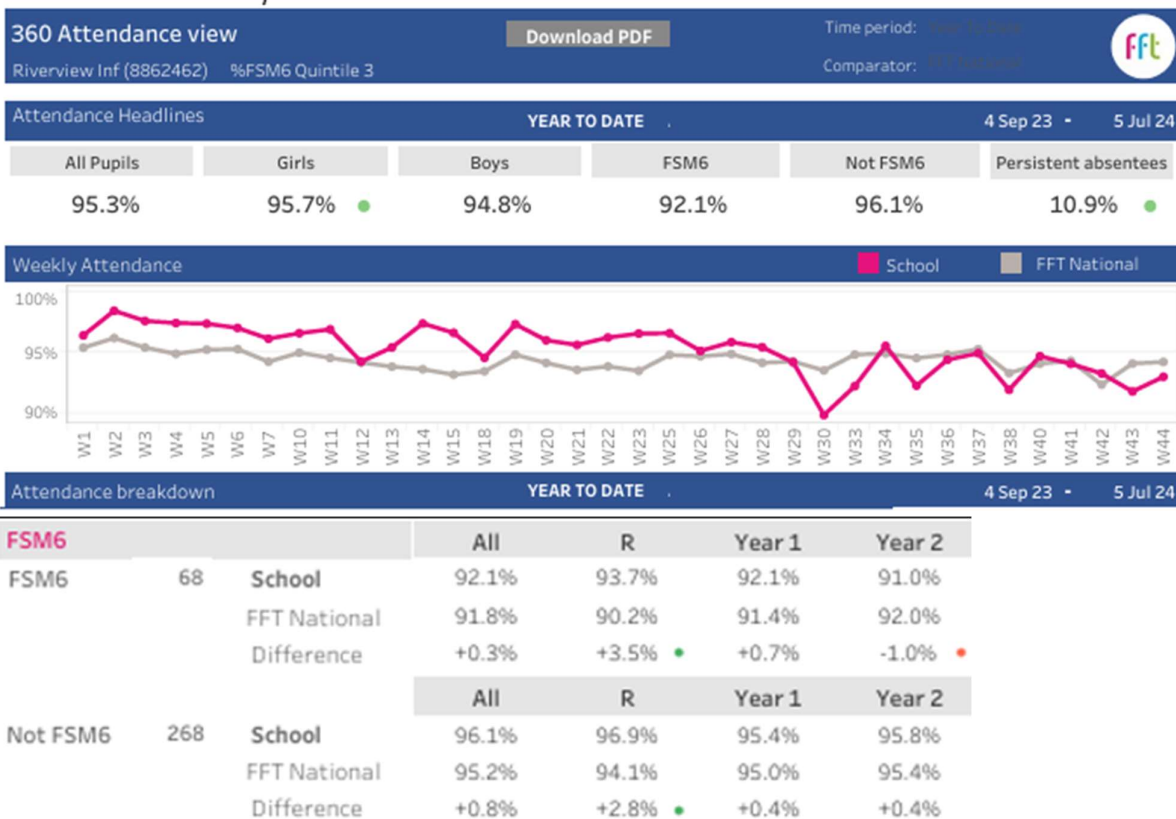 360 Attendance view
Download PDF
Time period:
fft
Riverview Inf (8862462) %FSM6 Quintile 3
Comparator:
Attendance Headlines YEAR TO DATE 4 Sep 23 - 5 Jul 24
All Pupils Girls Boys FSM6 Not FSM6 Persistent absentees
95.3% 95.7% 94.8% 92.1% 96.1% 10.9%
Weekly Attendance School FFT National
100%
95%
90%
W1 W2 W3 W4 W5 W6 W7 W10 W11 W12 W13 W14 W15 W18 W19 W20 W21 W22 W23 W25 W26 W27 W28 W29 W30 W33 W34 W35 W36 W37 W38 W40 W41 W42 W43 W44
Attendance breakdown YEAR TO DATE 4 Sep 23 - 5 Jul 24
FSM6 All R Year 1 Year 2
FSM6 68 School 92.1% 93.7% 92.1% 91.0%
FFT National 91.8% 90.2% 91.4% 92.0%
Difference +0.3% +3.5% +0.7% -1.0%
All R Year 1 Year 2
Not FSM6 268 School 96.1% 96.9% 95.4% 95.8%
FFT National 95.2% 94.1% 95.0% 95.4%
Difference +0.8% +2.8% +0.4% +0.4%